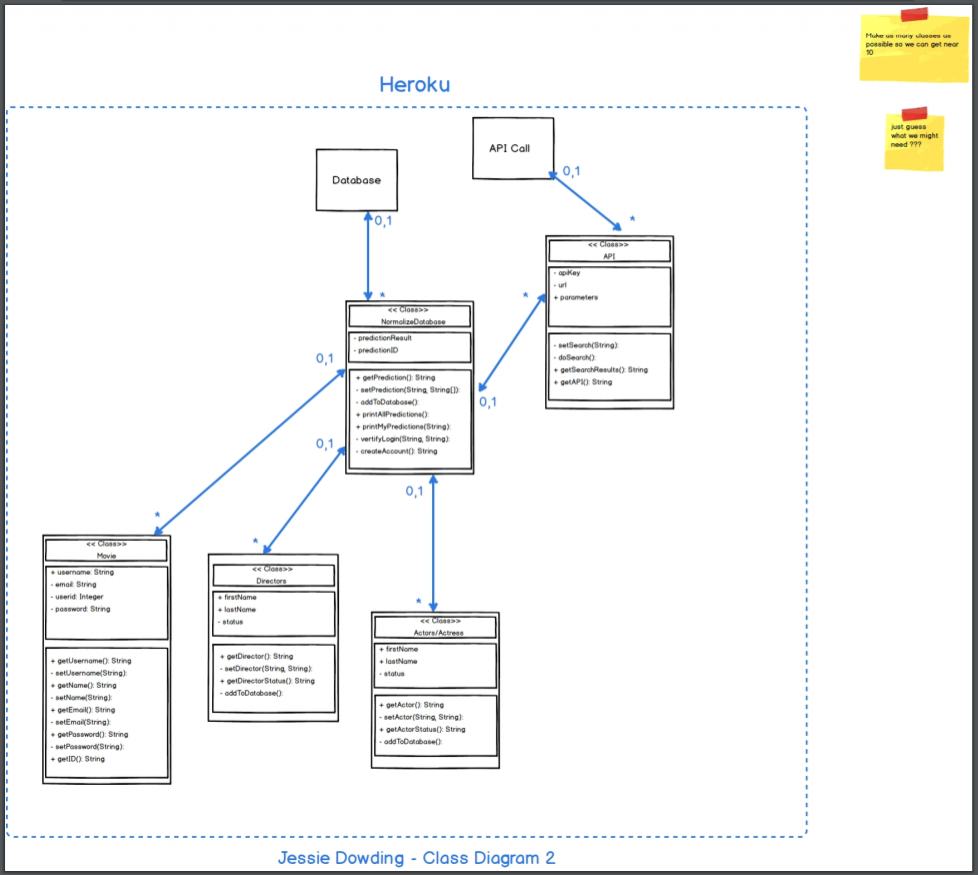 Make as many classes as
possible so we can get near
10
just guess
what we might
need ???
Heroku
Database
API Call
0,1
*
0,1
*
<< Class>>
API
- apiKey
- url
+ parameters
- setSearch(String):
- doSearch():
+ getSearchResults(): String
+ getAPI(): String
*
0,1
<< Class>>
NormalizeDatabase
- predictionResult
- predictionID
+ getPrediction(): String
- setPrediction(String, String[]):
- addToDatabase():
+ printAllPredictions():
+ printMyPredictions(String):
- vertifyLogin(String, String):
- createAccount(): String
0,1
*
0,1
*
0,1
*
<< Class>>
Movie
+ username: String
- email: String
- userid: Integer
- password: String
+ getUsername(): String
- setUsername(String):
+ getName(): String
- setName(String):
+ getEmail(): String
- setEmail(String):
+ getPassword(): String
- setPassword(String):
+ getID(): String
<< Class>>
Directors
+ firstName
+ lastName
- status
+ getDirector(): String
- setDirector(String, String):
+ getDirectorStatus(): String
- addToDatabase():
<< Class>>
Actors/Actress
+ firstName
+ lastName
- status
+ getActor(): String
- setActor(String, String):
+ getActorStatus(): String
- addToDatabase():
Jessie Dowding - Class Diagram 2